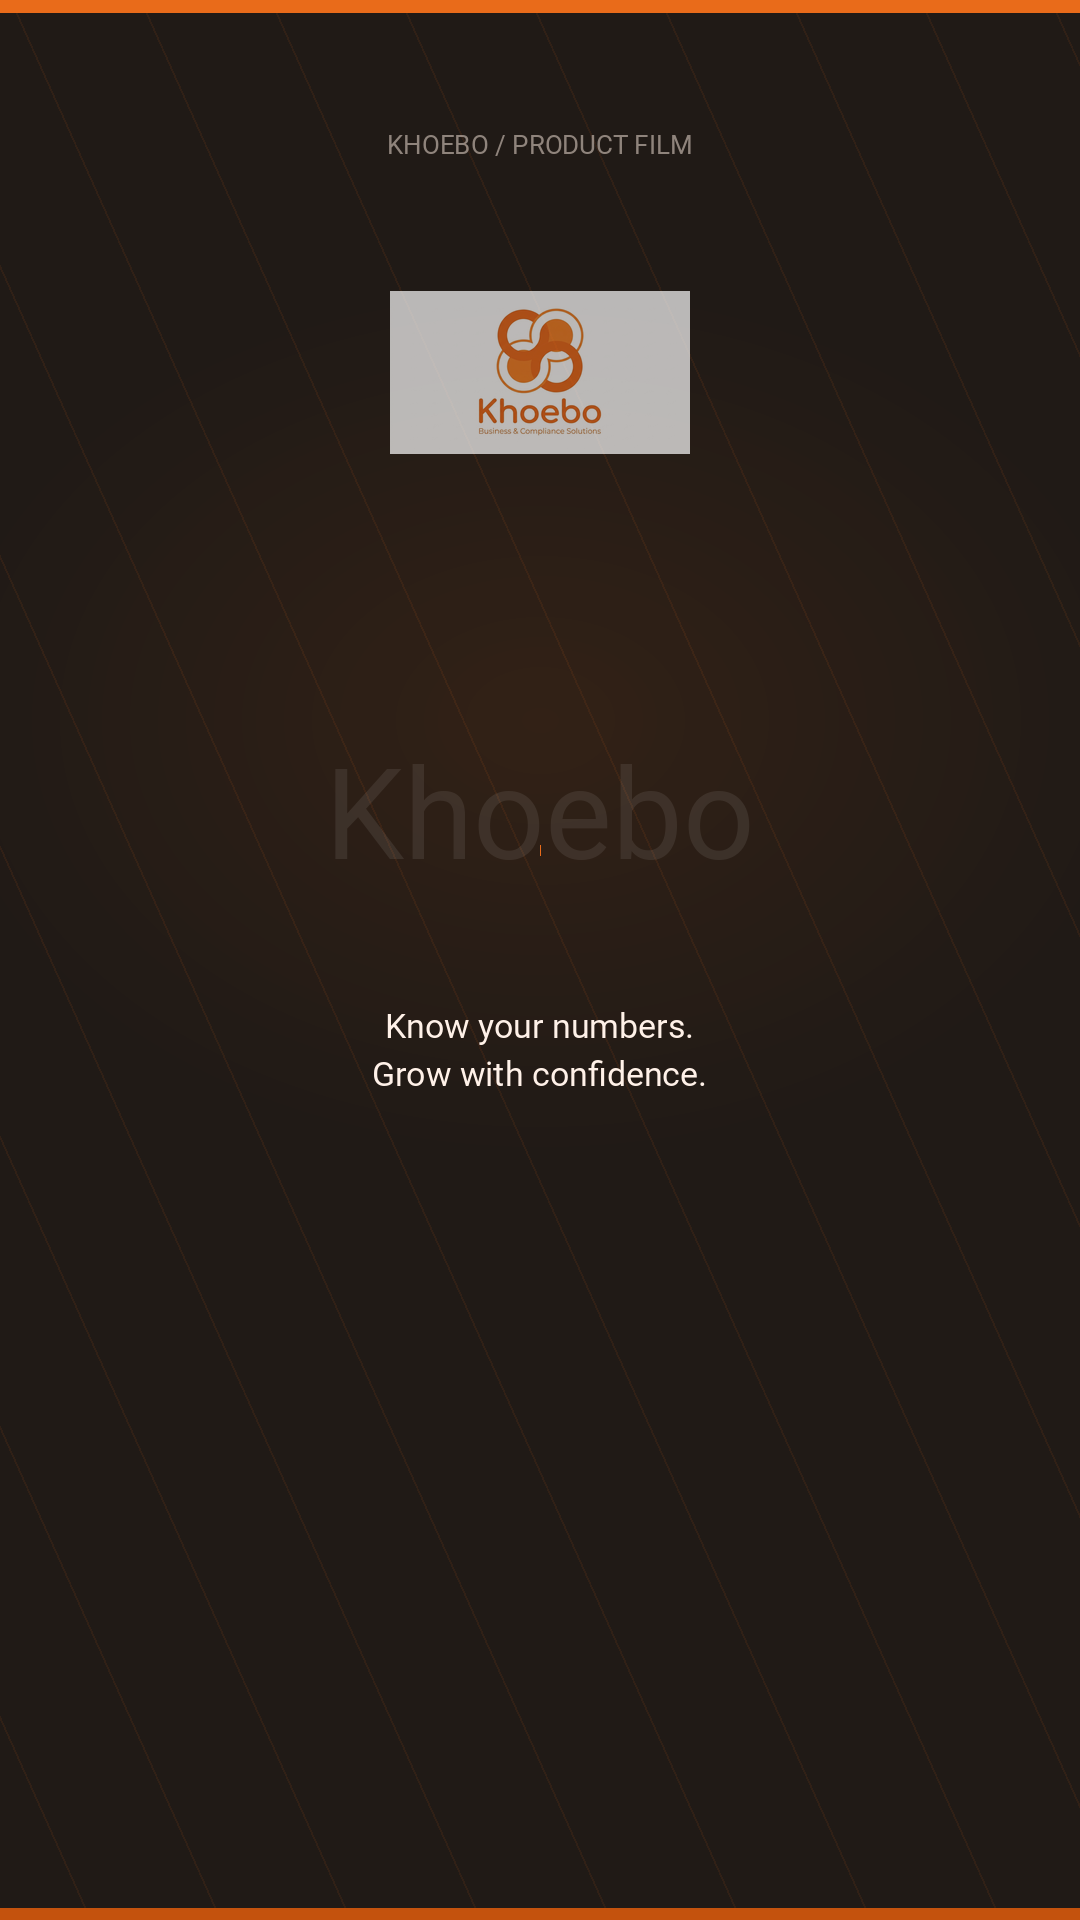 KHOEBO / PRODUCT FILM
Khoebo
Business & Compliance Solutions
Khoebo
Know your numbers.
Grow with confidence.